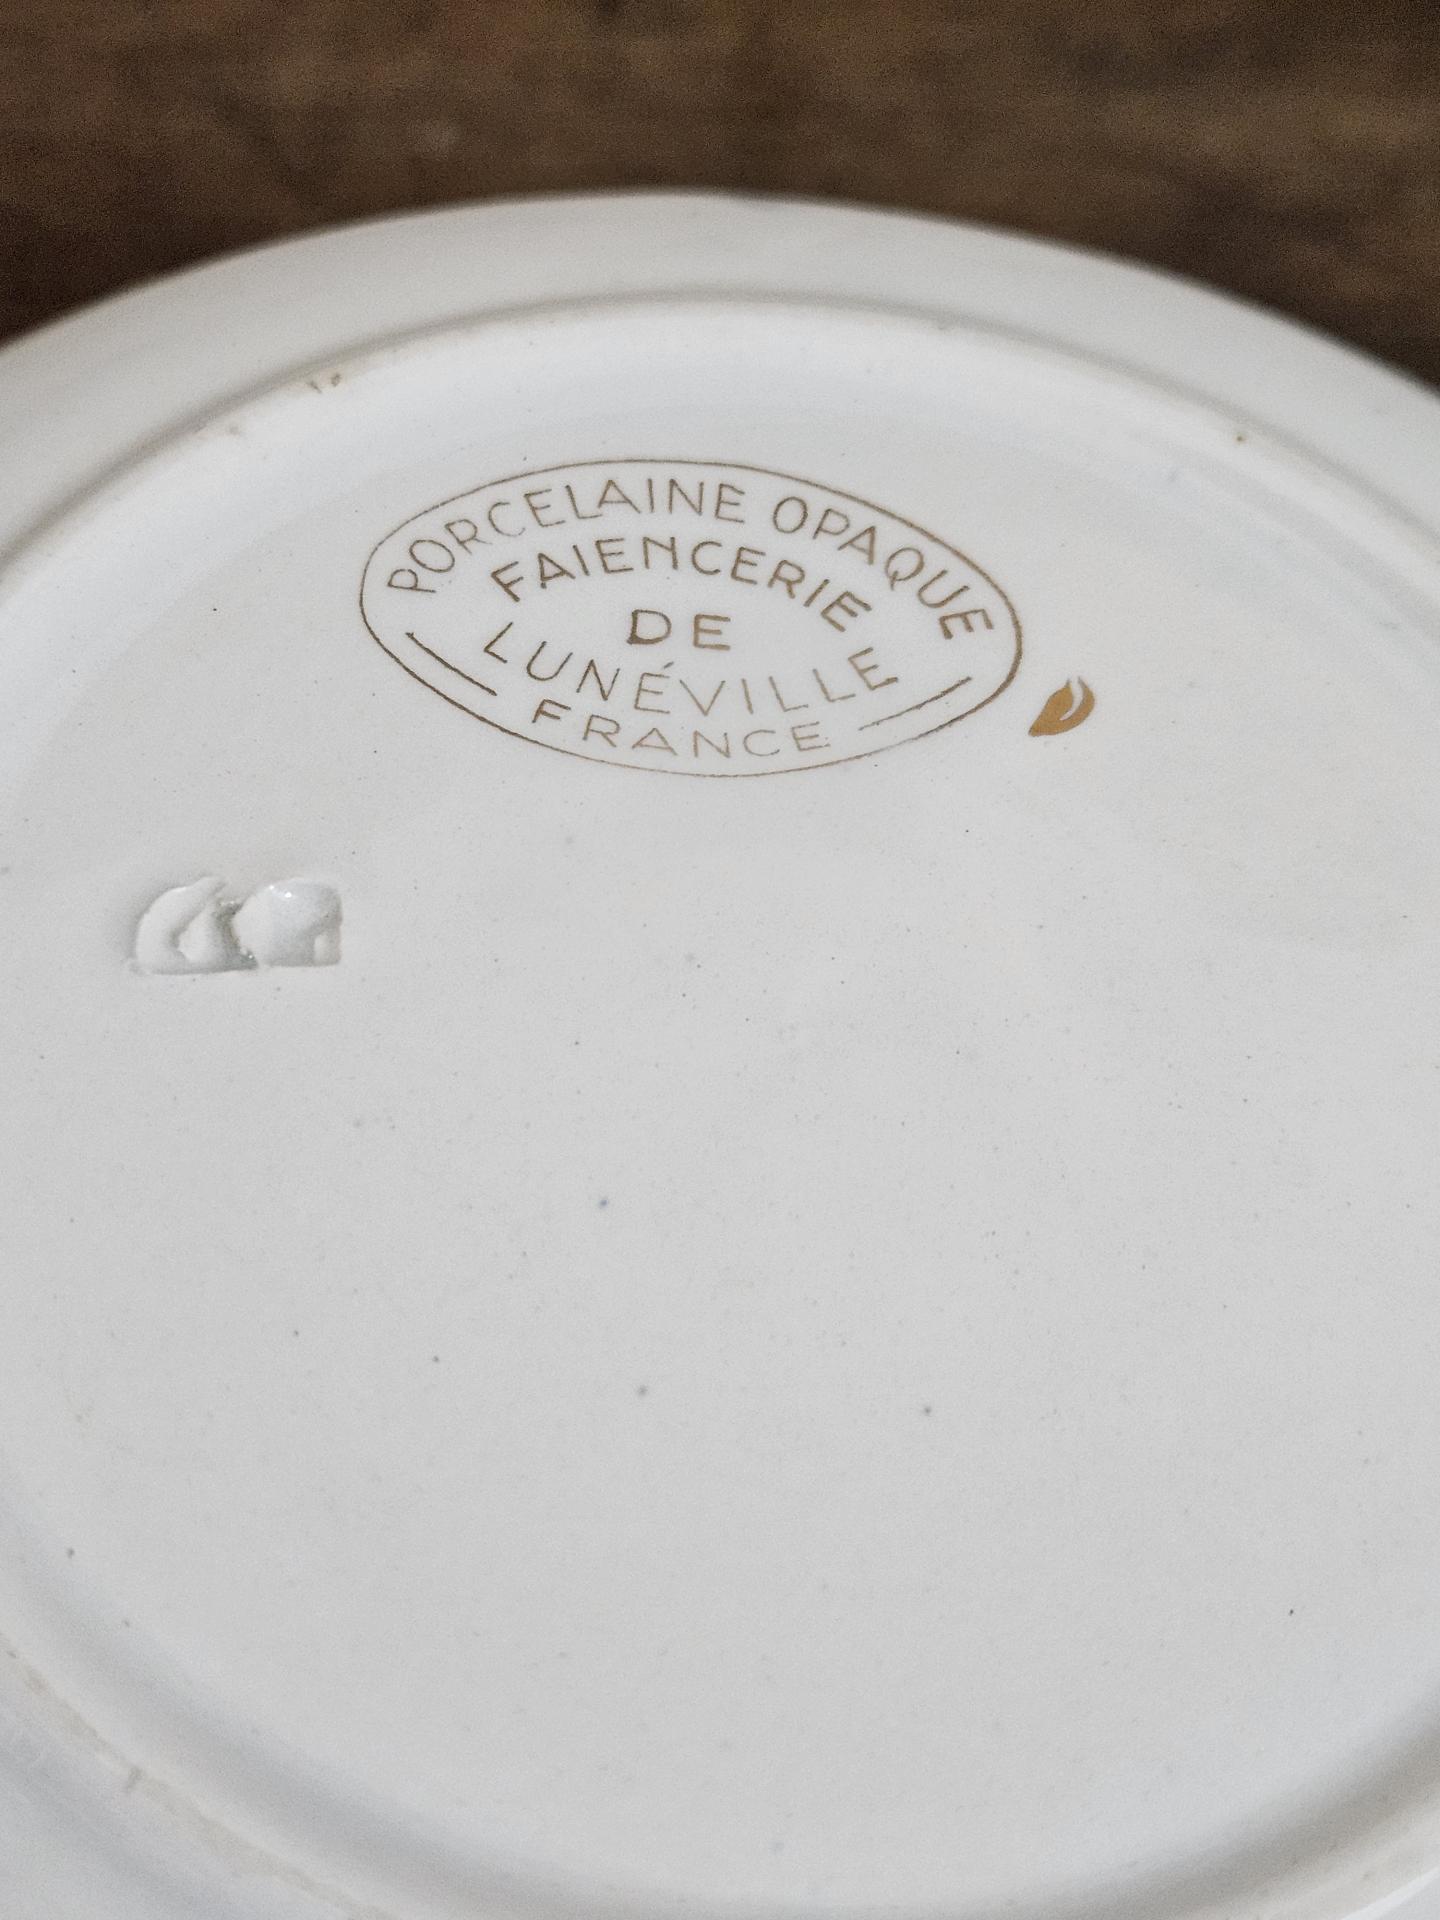 PORCELAINE OPAQUE
FAIENCERIE
DE
LUNÉVILLE
FRANCE